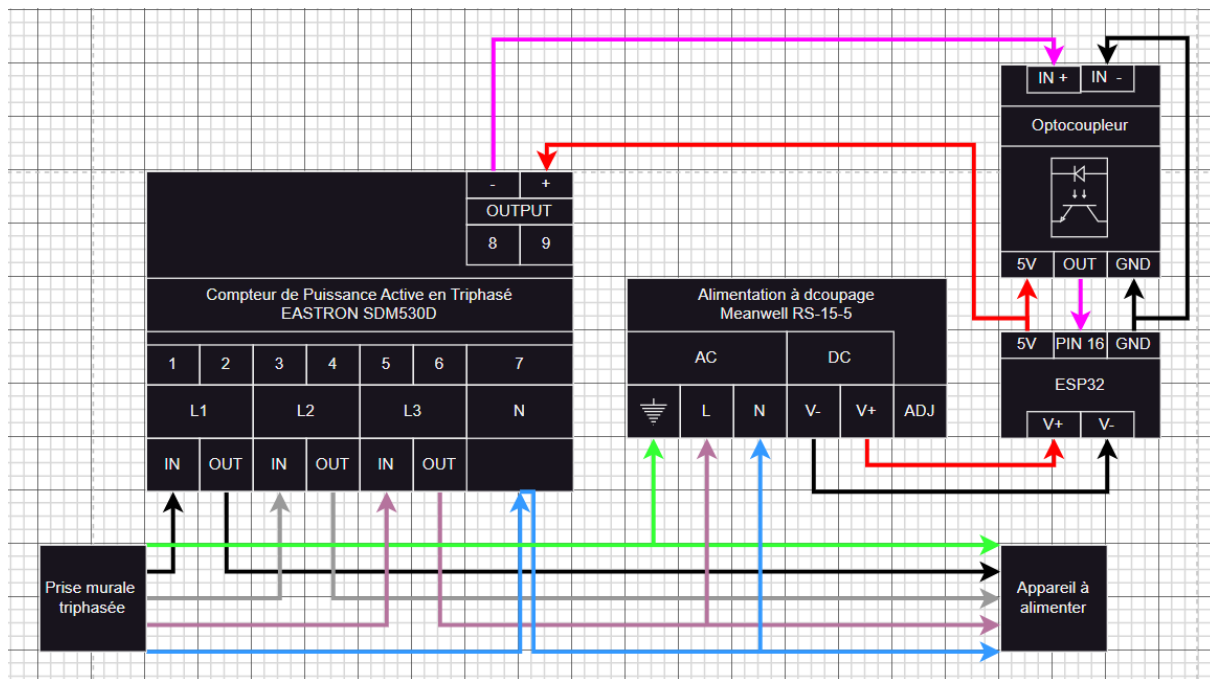 IN + IN -
Optocoupleur
5V OUT GND
- +
OUTPUT
8 9
Compteur de Puissance Active en Triphasé
EASTRON SDM530D
1 2 3 4 5 6 7
L1 L2 L3 N
IN OUT IN OUT IN OUT
Alimentation à dcoupage
Meanwell RS-15-5
AC DC
L N V- V+ ADJ
5V PIN 16 GND
ESP32
V+ V-
Prise murale
triphasée
Appareil à
alimenter